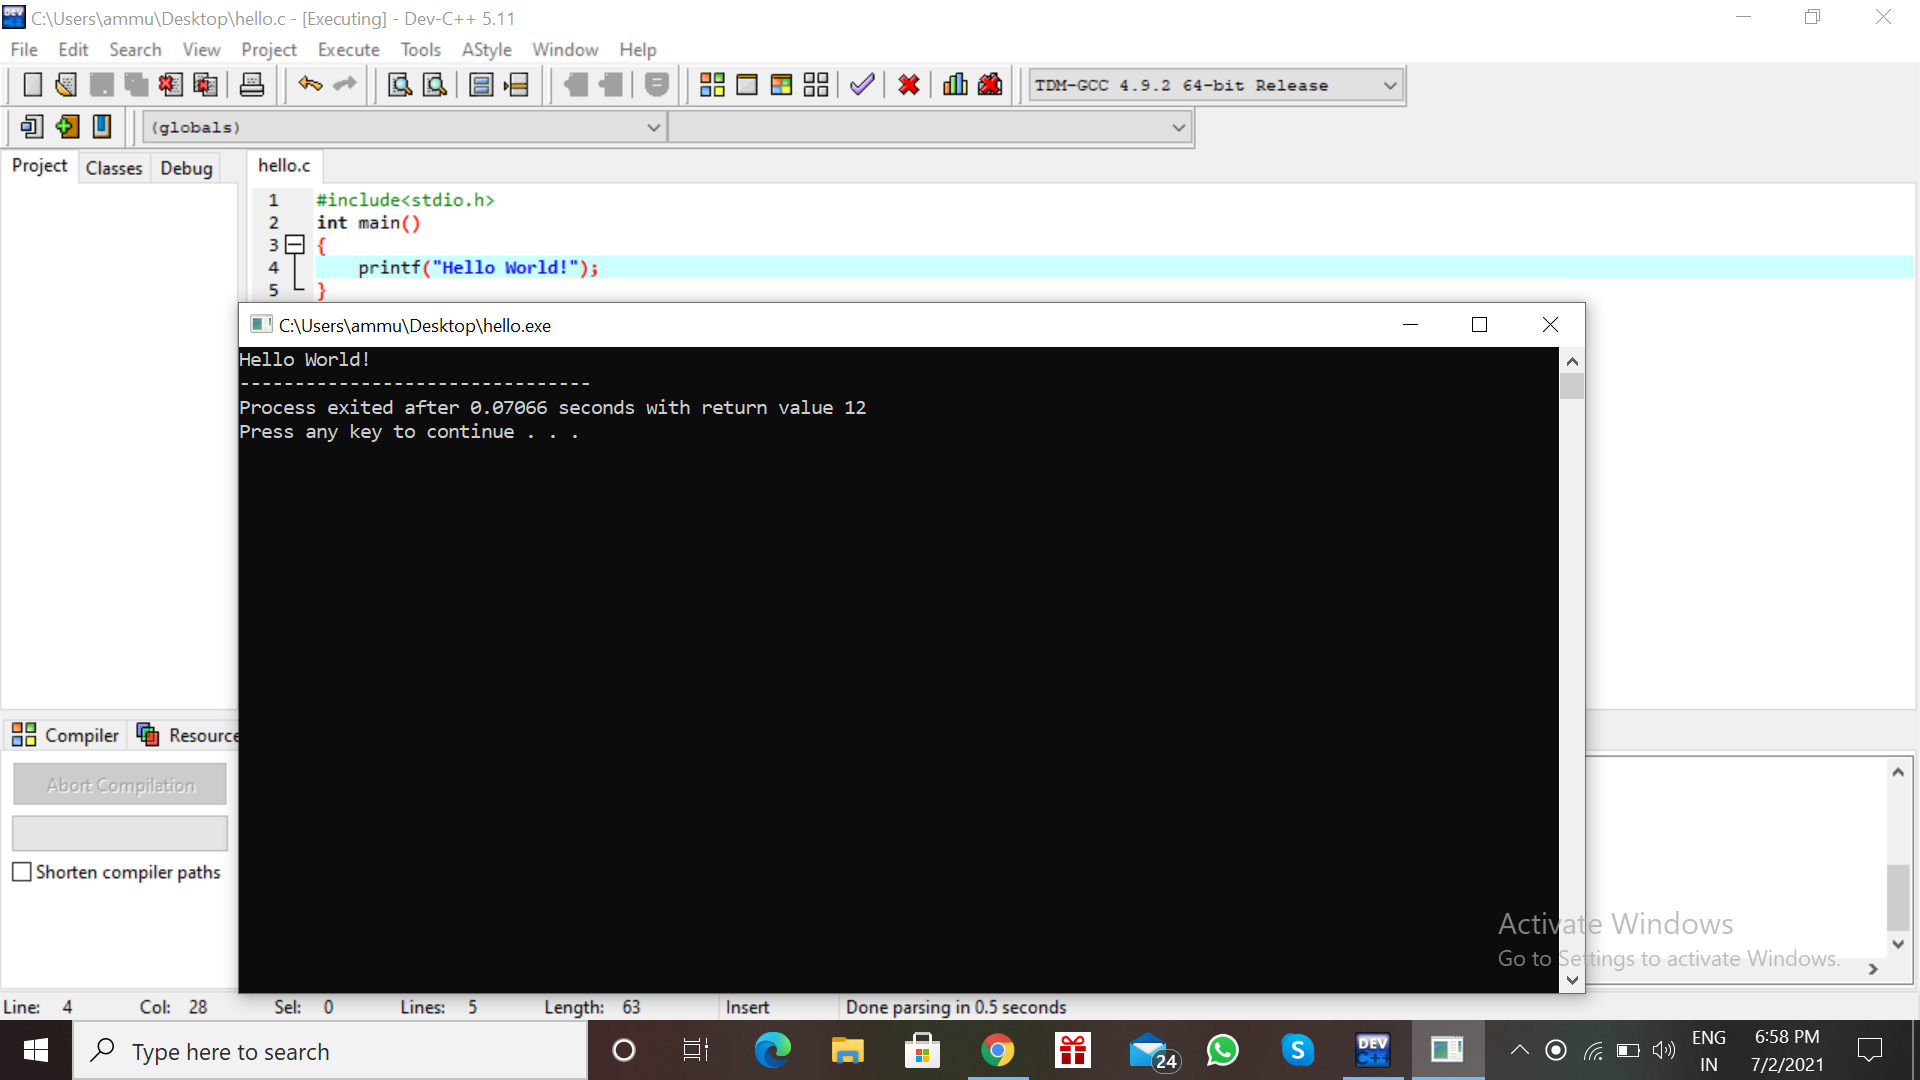 C:\Users\ammu\Desktop\hello.c - [Executing] - Dev-C++ 5.11
File Edit Search View Project Execute Tools AStyle Window Help
TDM-GCC 4.9.2 64-bit Release
(globals)
Project Classes Debug hello.c
1 #include<stdio.h>
2 int main()
3 {
4 printf("Hello World!");
5 }
C:\Users\ammu\Desktop\hello.exe
Hello World!
--------------------------------
Process exited after 0.07066 seconds with return value 12
Press any key to continue . . .
Compiler Resource
Abort Compilation
Shorten compiler paths
Activate Windows
Go to Settings to activate Windows.
Line: 4 Col: 28 Sel: 0 Lines: 5 Length: 63 Insert Done parsing in 0.5 seconds
Type here to search
DEV C++
24
S
ENG
IN
6:58 PM
7/2/2021